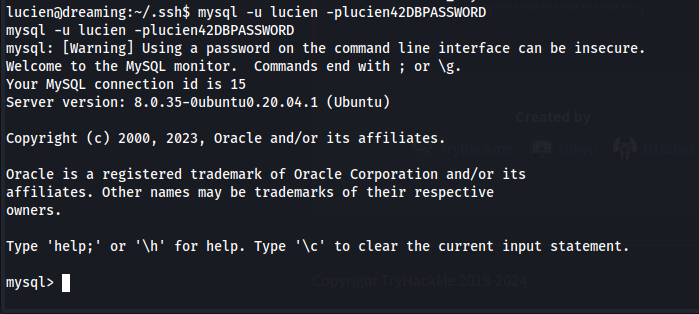 lucien@dreaming:~/.ssh$ mysql -u lucien -plucien42DBPASSWORD
mysql -u lucien -plucien42DBPASSWORD
mysql: [Warning] Using a password on the command line interface can be insecure.
Welcome to the MySQL monitor.  Commands end with ; or \g.
Your MySQL connection id is 15
Server version: 8.0.35-0ubuntu0.20.04.1 (Ubuntu)
Copyright (c) 2000, 2023, Oracle and/or its affiliates.
Created by
Oracle is a registered trademark of Oracle Corporation and/or its
affiliates. Other names may be trademarks of their respective
owners.
Type 'help;' or '\h' for help. Type '\c' to clear the current input statement.
mysql>
Copyright TryHackMe 2018-2024